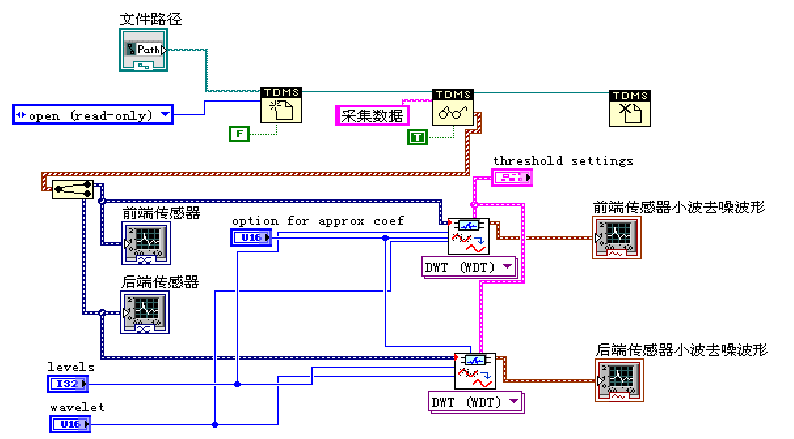 文件路径
Path
TDMS
TDMS
TDMS
open (read-only)
采集数据
F
T
threshold settings
前端传感器
option for approx coef
前端传感器小波去噪波形
U16
DWT (WDT)
后端传感器
后端传感器小波去噪波形
levels
I32
DWT (WDT)
wavelet
U16